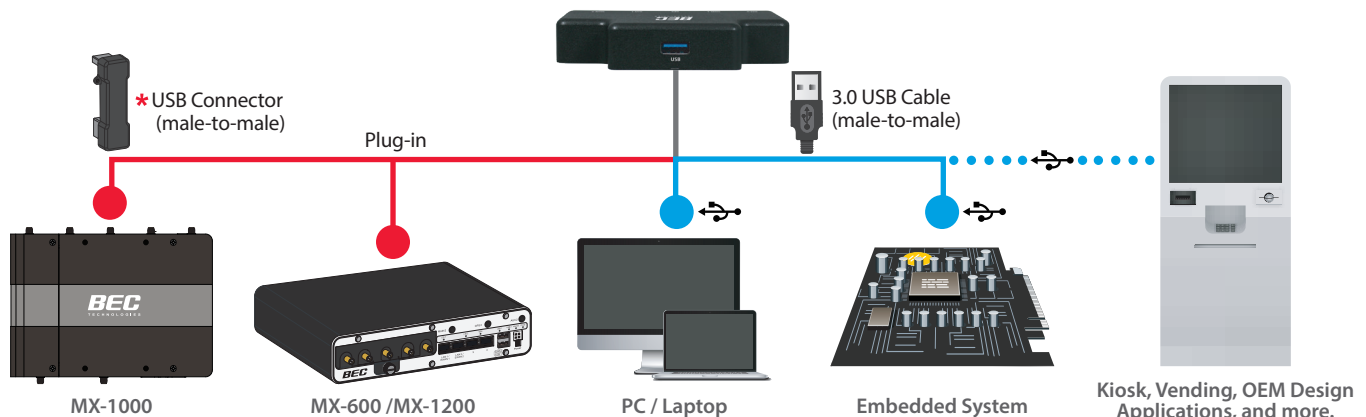 BEC
USB
* USB Connector
(male-to-male)
3.0 USB Cable
(male-to-male)
Plug-in
BEC
TECHNOLOGIES
BEC
MX-1000
MX-600 /MX-1200
PC / Laptop
Embedded System
Kiosk, Vending, OEM Design
Applications, and more.